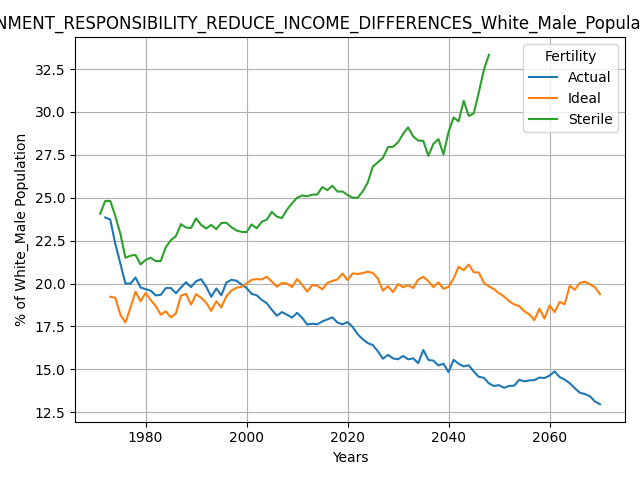 NMENT_RESPONSIBILITY_REDUCE_INCOME_DIFFERENCES_White_Male_Popula
Fertility
Actual
Ideal
Sterile
% of White_Male Population
32.5
30.0
27.5
25.0
22.5
20.0
17.5
15.0
12.5
1980
2000
2020
2040
2060
Years